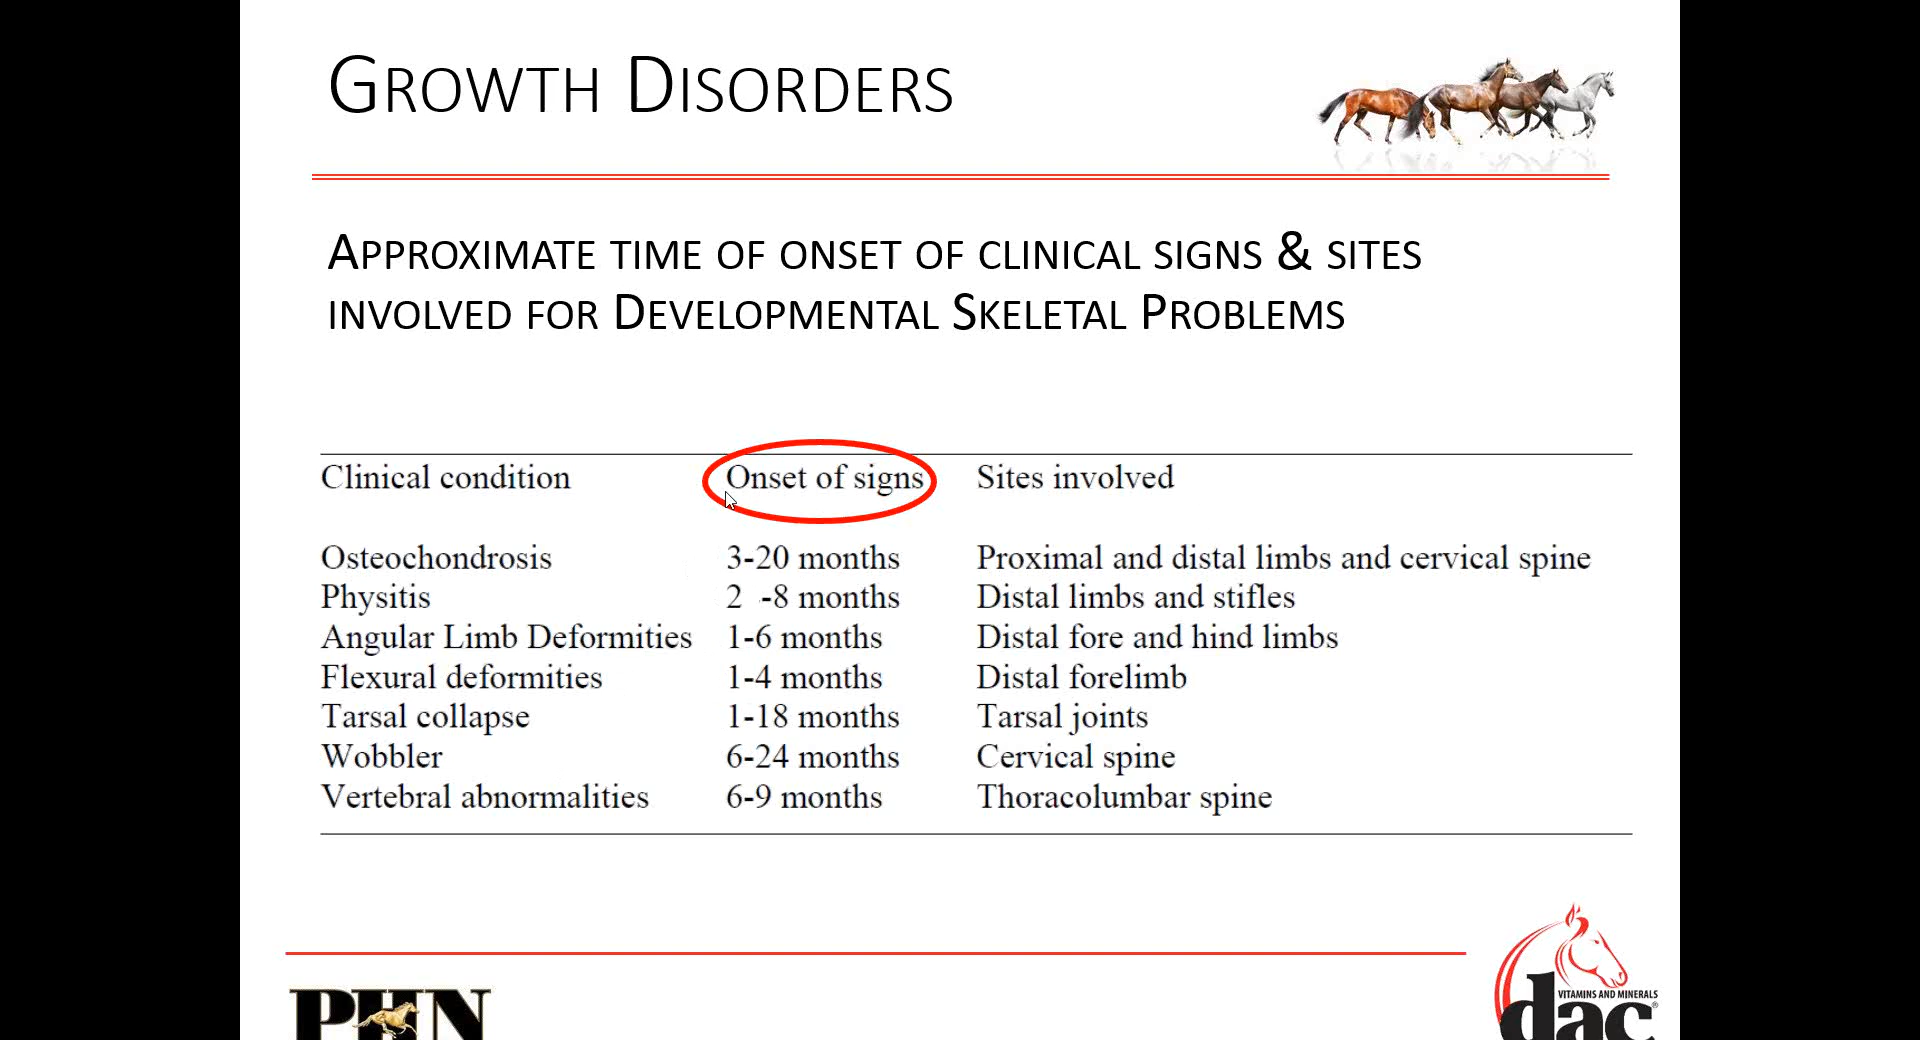 GROWTH DISORDERS
APPROXIMATE TIME OF ONSET OF CLINICAL SIGNS & SITES
INVOLVED FOR DEVELOPMENTAL SKELETAL PROBLEMS
Clinical condition Onset of signs Sites involved
Osteochondrosis 3-20 months Proximal and distal limbs and cervical spine
Physitis 2 -8 months Distal limbs and stifles
Angular Limb Deformities 1-6 months Distal fore and hind limbs
Flexural deformities 1-4 months Distal forelimb
Tarsal collapse 1-18 months Tarsal joints
Wobbler 6-24 months Cervical spine
Vertebral abnormalities 6-9 months Thoracolumbar spine
PHN
VITAMINS AND MINERALS
dac®